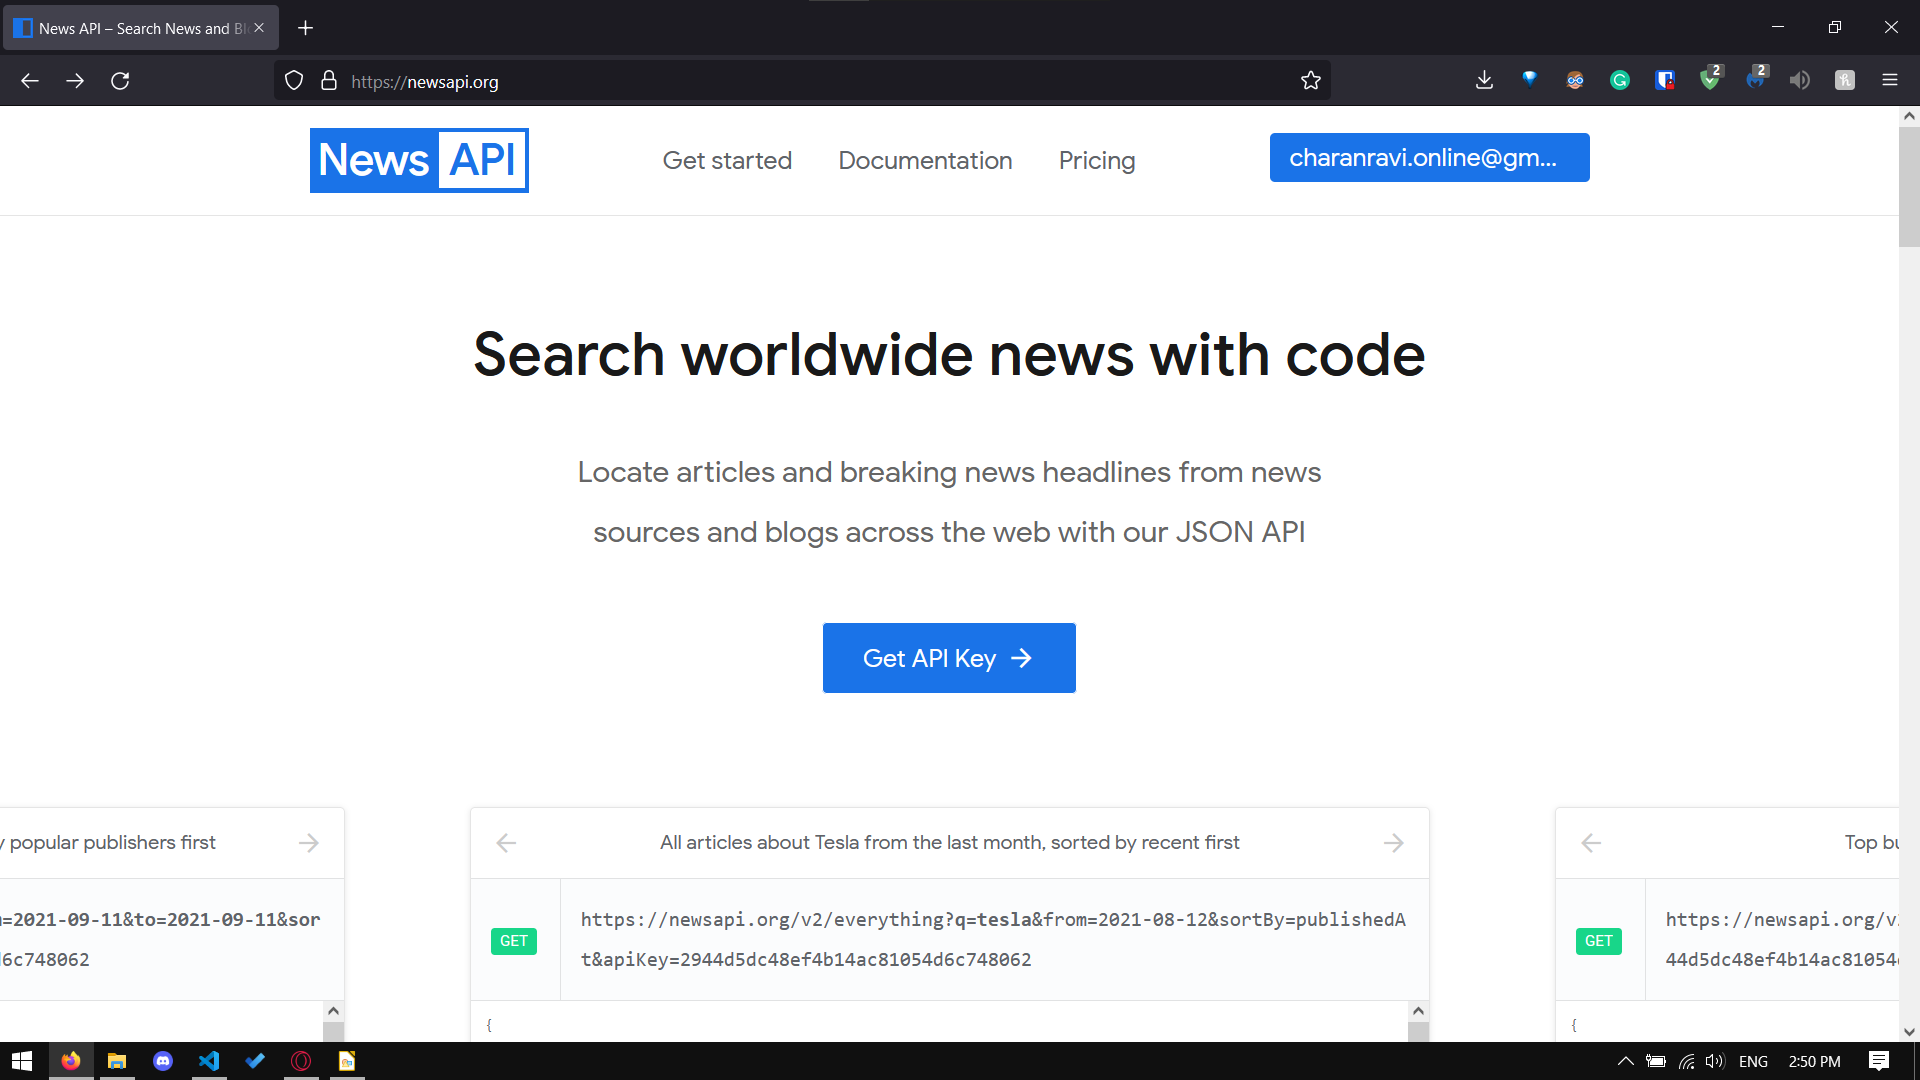 News API – Search News and Bl
https://newsapi.org
2
2
News API
Get started
Documentation
Pricing
charanravi.online@gm...
Search worldwide news with code
Locate articles and breaking news headlines from news
sources and blogs across the web with our JSON API
Get API Key
popular publishers first
=2021-09-11&to=2021-09-11&sor
6c748062
All articles about Tesla from the last month, sorted by recent first
GET
https://newsapi.org/v2/everything?q=tesla&from=2021-08-12&sortBy=publishedA
t&apiKey=2944d5dc48ef4b14ac81054d6c748062
{
Top bu
GET
https://newsapi.org/v
44d5dc48ef4b14ac81054
{
ENG
2:50 PM